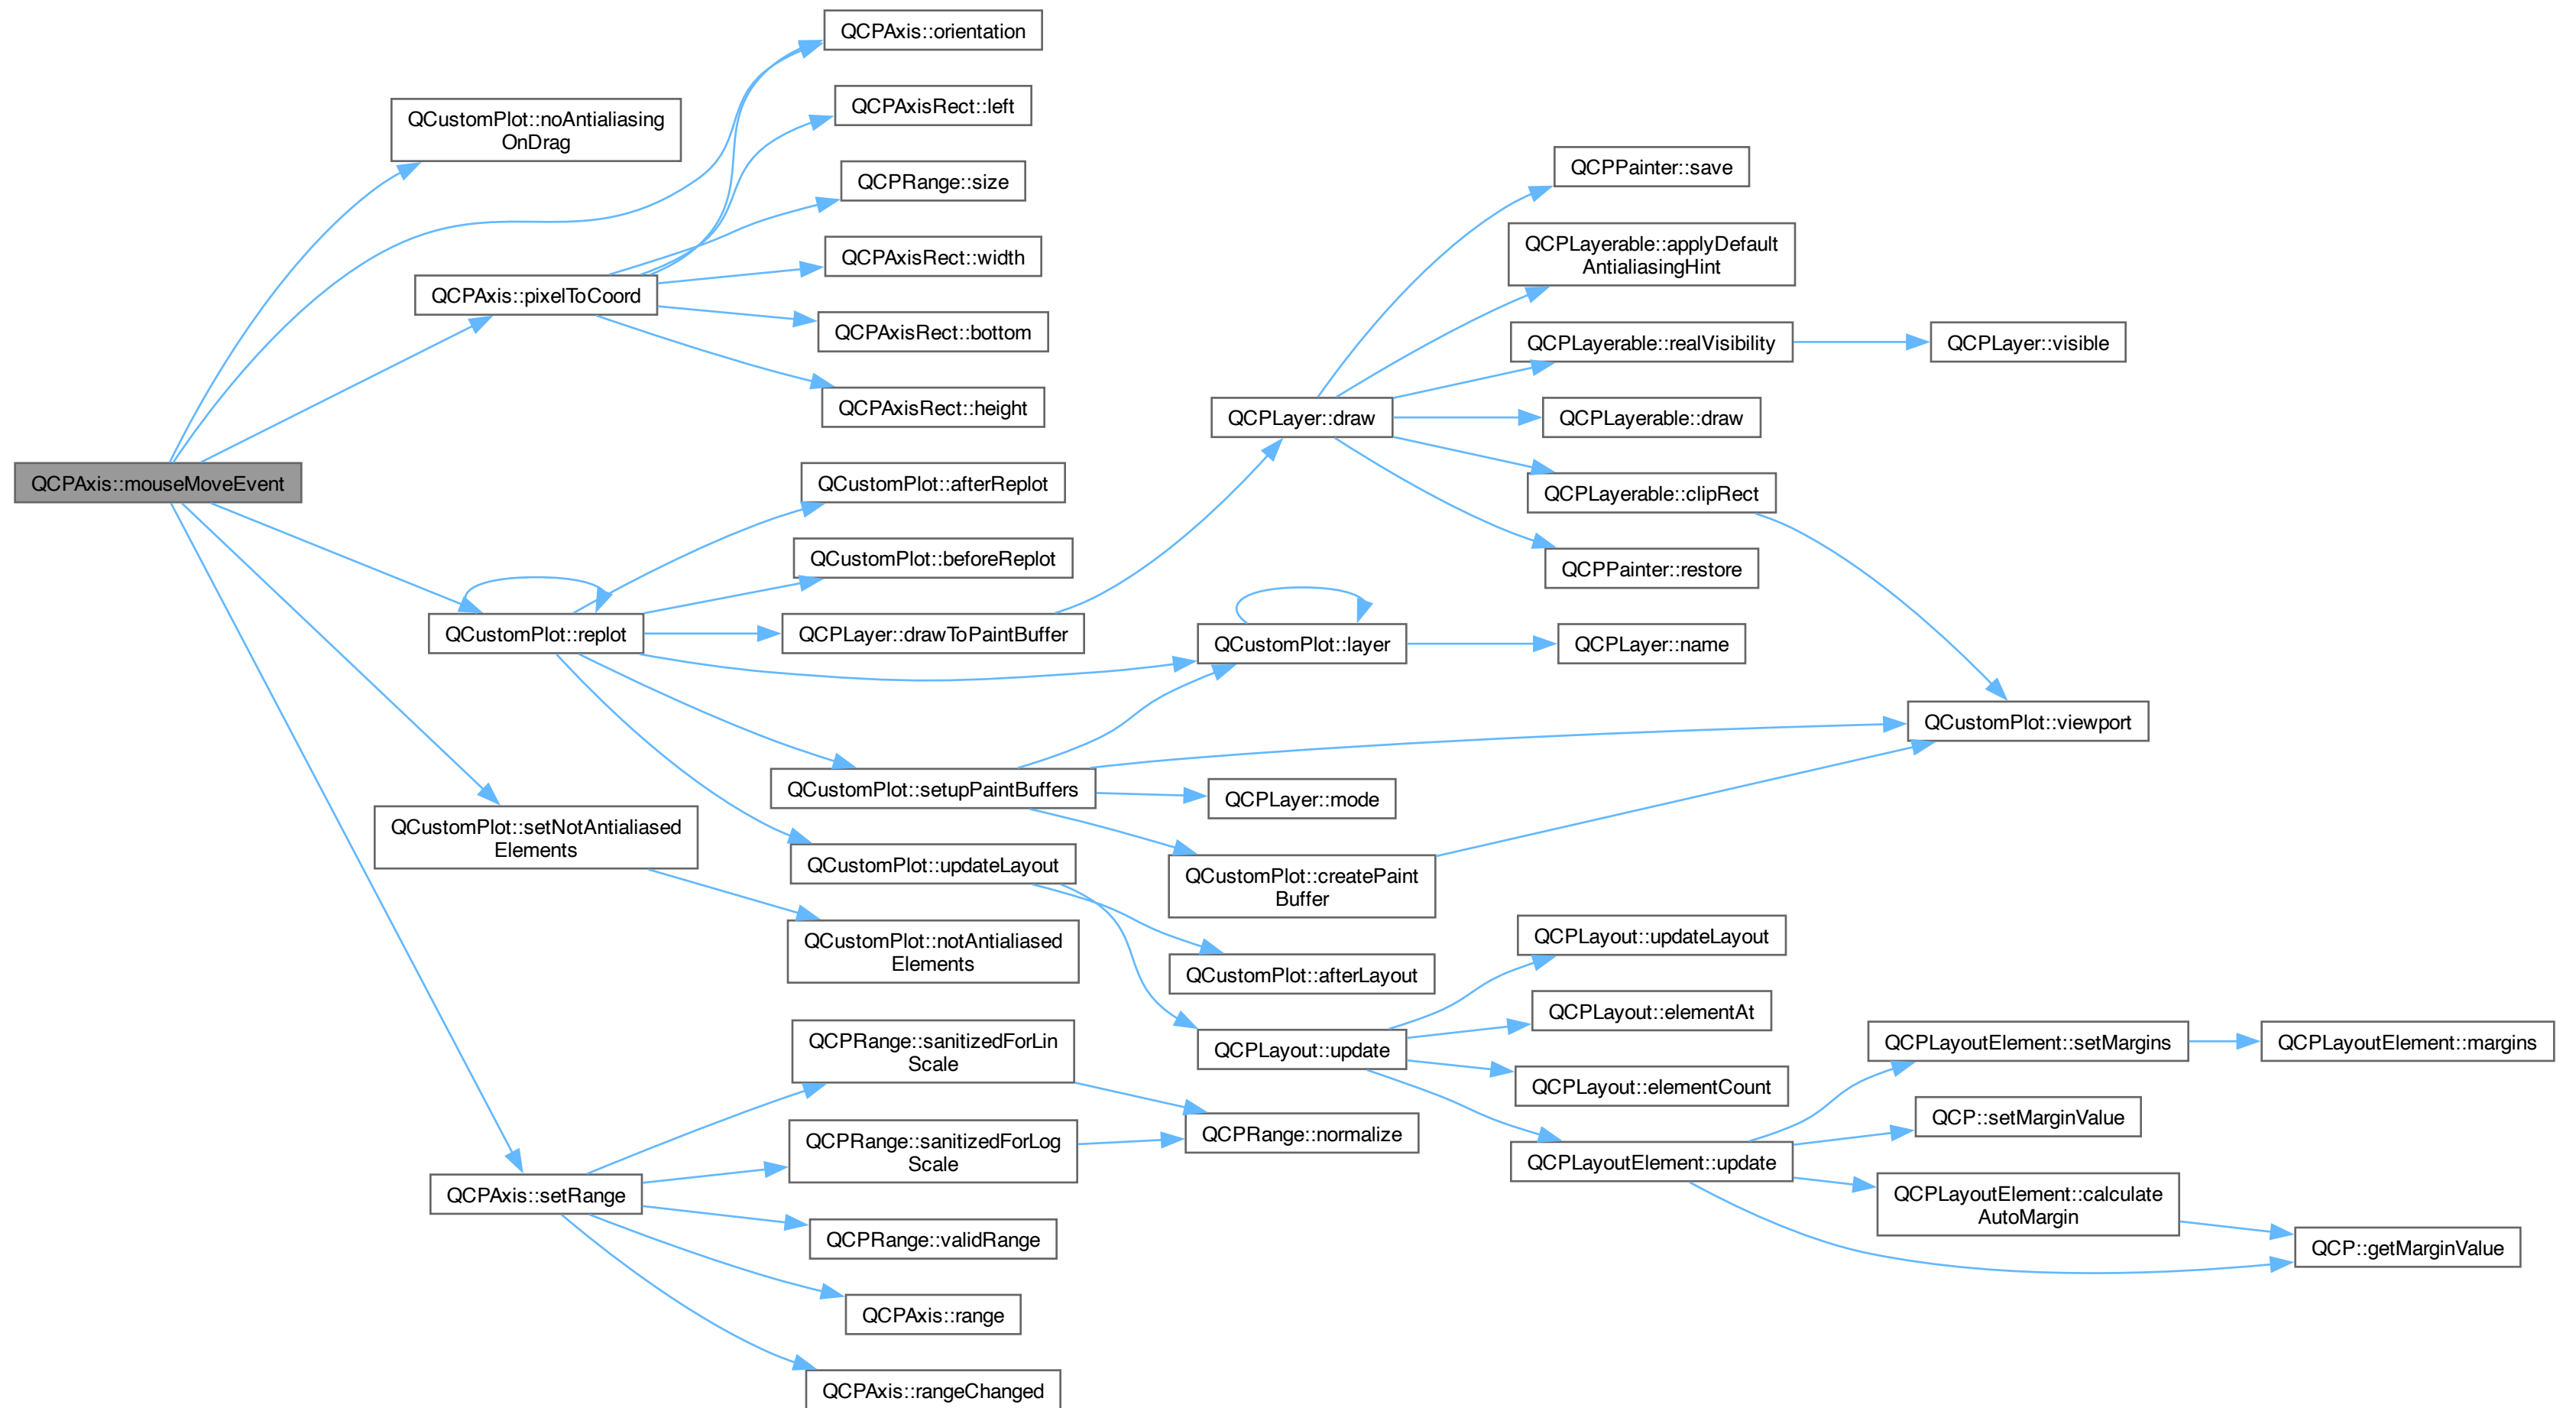 QCPAxis::mouseMoveEvent
QCustomPlot::noAntialiasing
OnDrag
QCPAxis::pixelToCoord
QCustomPlot::replot
QCustomPlot::setNotAntialiased
Elements
QCPAxis::setRange
QCPAxis::orientation
QCPAxisRect::left
QCPRange::size
QCPAxisRect::width
QCPAxisRect::bottom
QCPAxisRect::height
QCustomPlot::afterReplot
QCustomPlot::beforeReplot
QCPLayer::drawToPaintBuffer
QCustomPlot::setupPaintBuffers
QCustomPlot::updateLayout
QCustomPlot::notAntialiased
Elements
QCPRange::sanitizedForLin
Scale
QCPRange::sanitizedForLog
Scale
QCPRange::validRange
QCPAxis::range
QCPAxis::rangeChanged
QCPLayer::draw
QCustomPlot::layer
QCPLayer::mode
QCustomPlot::createPaint
Buffer
QCustomPlot::afterLayout
QCPLayout::update
QCPRange::normalize
QCPPainter::save
QCPLayerable::applyDefault
AntialiasingHint
QCPLayerable::realVisibility
QCPLayerable::draw
QCPLayerable::clipRect
QCPPainter::restore
QCPLayer::name
QCPLayout::updateLayout
QCPLayout::elementAt
QCPLayout::elementCount
QCPLayoutElement::update
QCPLayer::visible
QCustomPlot::viewport
QCPLayoutElement::setMargins
QCP::setMarginValue
QCPLayoutElement::calculate
AutoMargin
QCPLayoutElement::margins
QCP::getMarginValue